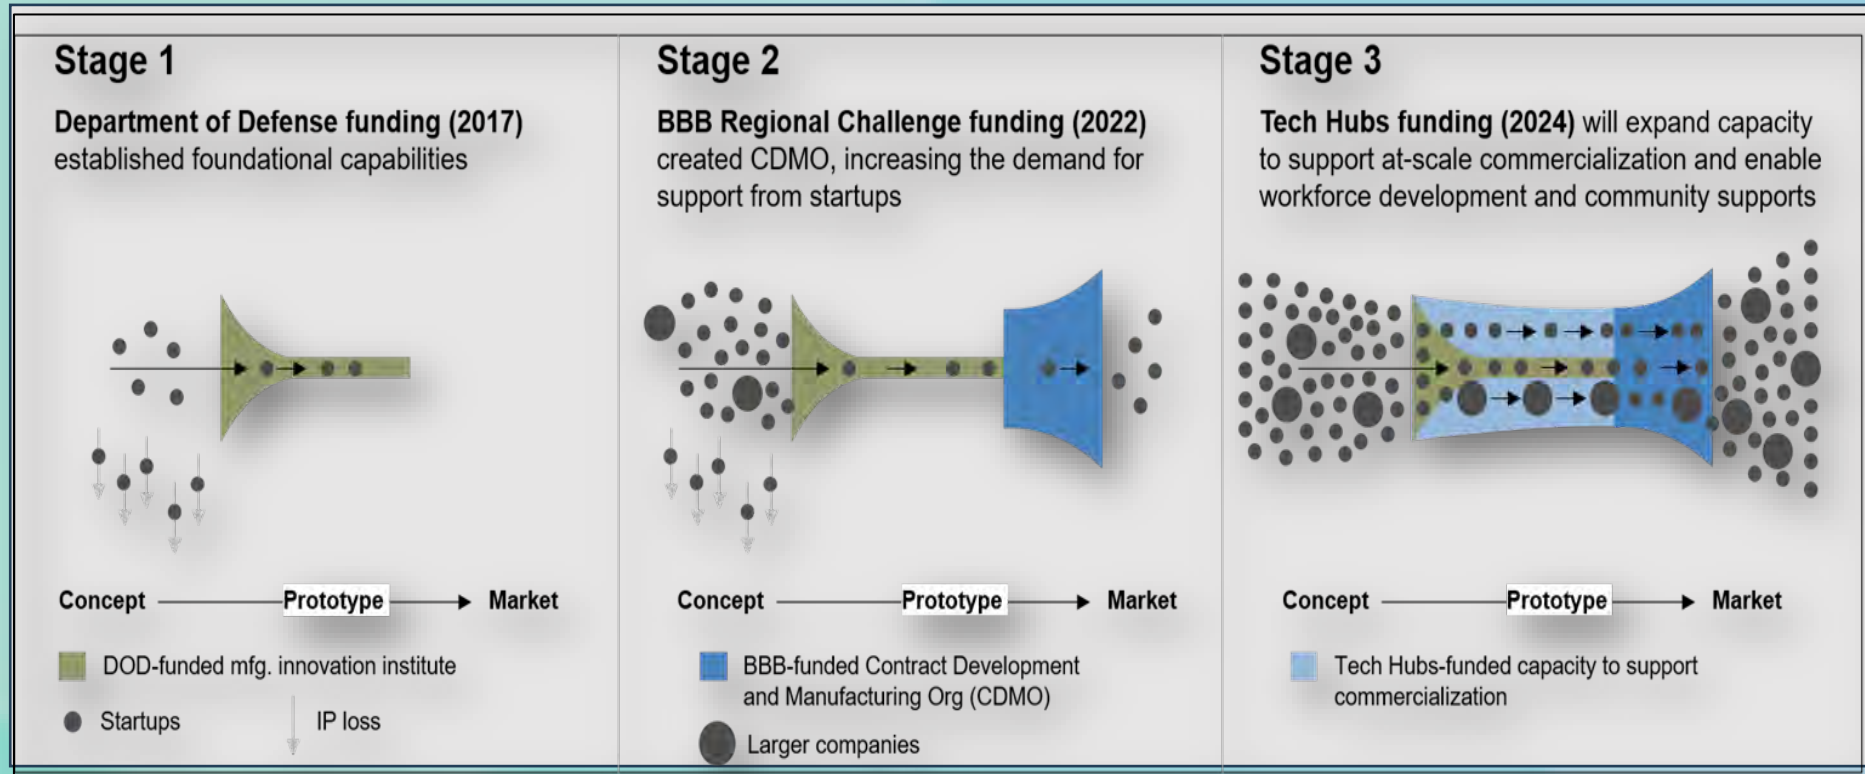 Stage 1
Department of Defense funding (2017)
established foundational capabilities
Concept
Prototype
Market
DOD-funded mfg. innovation institute
Startups
IP loss
Stage 2
BBB Regional Challenge funding (2022)
created CDMO, increasing the demand for
support from startups
Concept
Prototype
Market
BBB-funded Contract Development
and Manufacturing Org (CDMO)
Larger companies
Stage 3
Tech Hubs funding (2024) will expand capacity
to support at-scale commercialization and enable
workforce development and community supports
Concept
Prototype
Market
Tech Hubs-funded capacity to support
commercialization